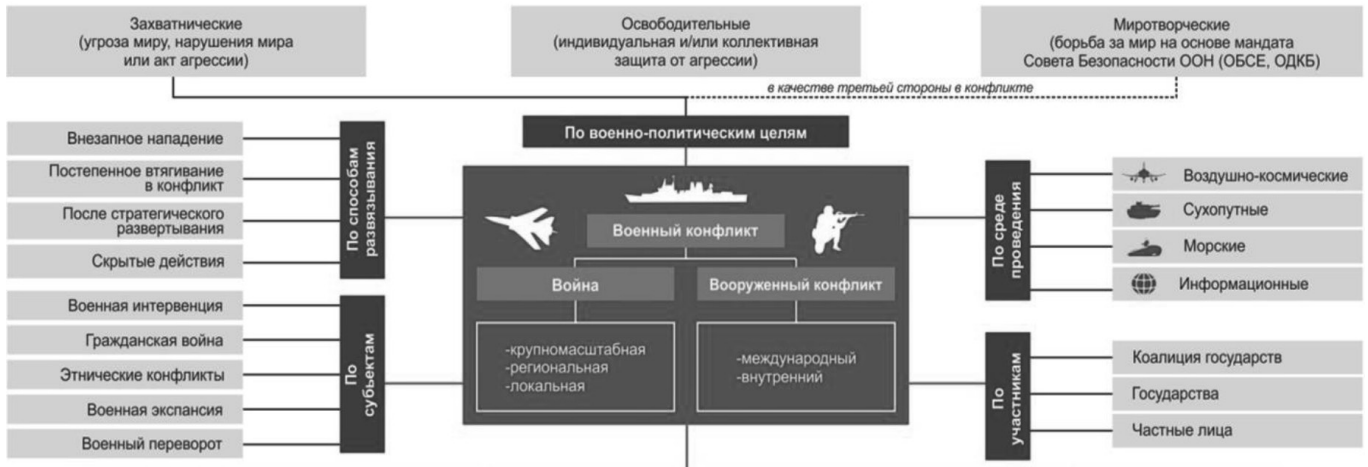 Захватнические
(угроза миру, нарушения мира
или акт агрессии)
Освободительные
(индивидуальная и/или коллективная
защита от агрессии)
Миротворческие
(борьба за мир на основе мандата
Совета Безопасности ООН (ОБСЕ, ОДКБ)
в качестве третьей стороны в конфликте
По военно-политическим целям
Внезапное нападение
Постепенное втягивание
в конфликт
После стратегического
развертывания
Скрытые действия
По способам
развязывания
Военная интервенция
Гражданская война
Этнические конфликты
Военная экспансия
Военный переворот
По
субъектам
Военный конфликт
Война
Вооруженный конфликт
-крупномасштабная
-региональная
-локальная
-международный
-внутренний
По среде
проведения
Воздушно-космические
Сухопутные
Морские
Информационные
По
участникам
Коалиция государств
Государства
Частные лица